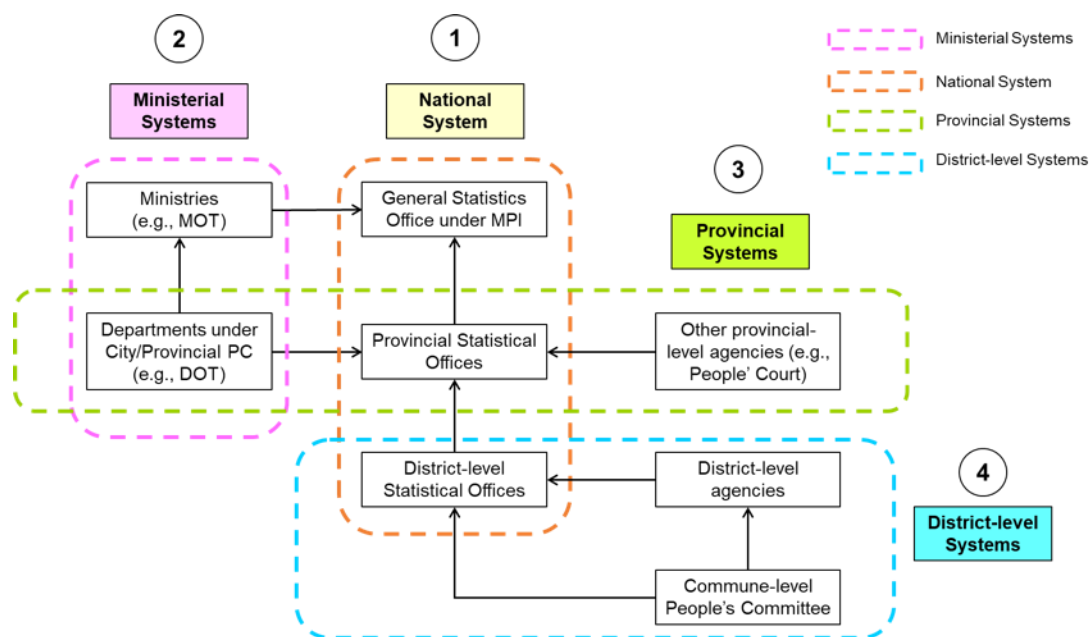 2
1
Ministerial
Systems
National
System
Ministerial Systems
National System
Provincial Systems
District-level Systems
3
Provincial
Systems
Ministries
(e.g., MOT)
General Statistics
Office under MPI
Departments under
City/Provincial PC
(e.g., DOT)
Provincial Statistical
Offices
Other provincial-
level agencies (e.g.,
People’ Court)
District-level
Statistical Offices
District-level
agencies
4
District-level
Systems
Commune-level
People’s Committee